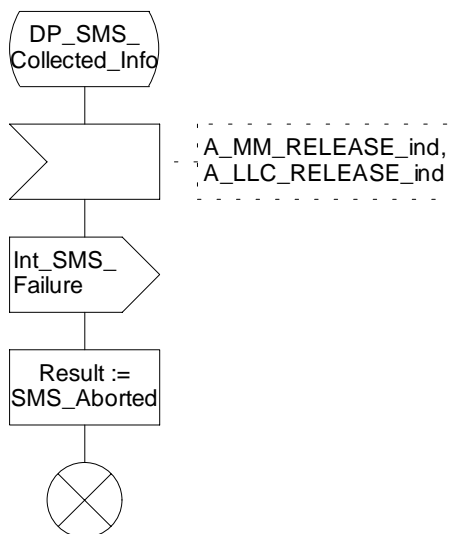 DP_SMS_
Collected_Info
A_MM_RELEASE_ind,
A_LLC_RELEASE_ind
Int_SMS_
Failure
Result :=
SMS_Aborted